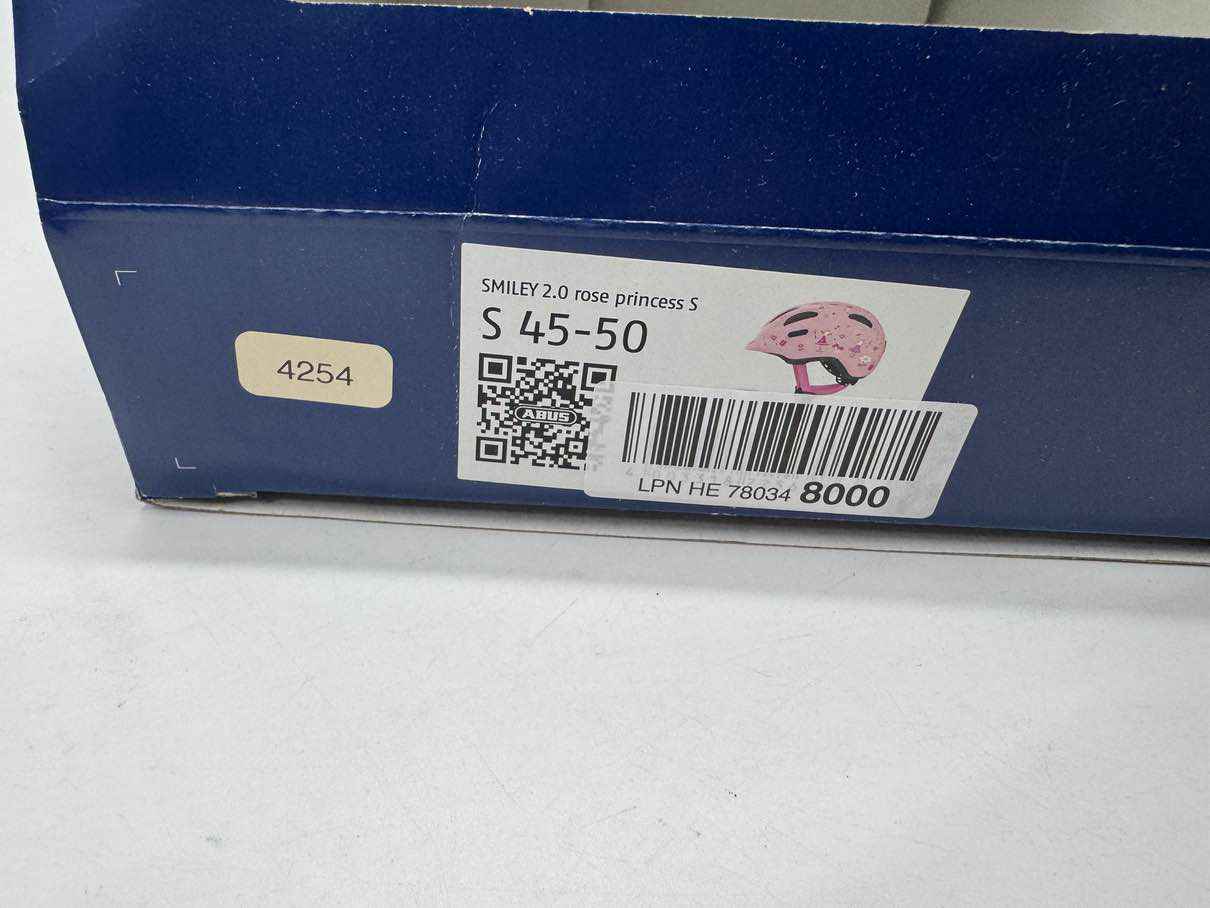 SMILEY 2.0 rose princess S
S 45-50
4254
ABUS
LPN HE 78034 8000